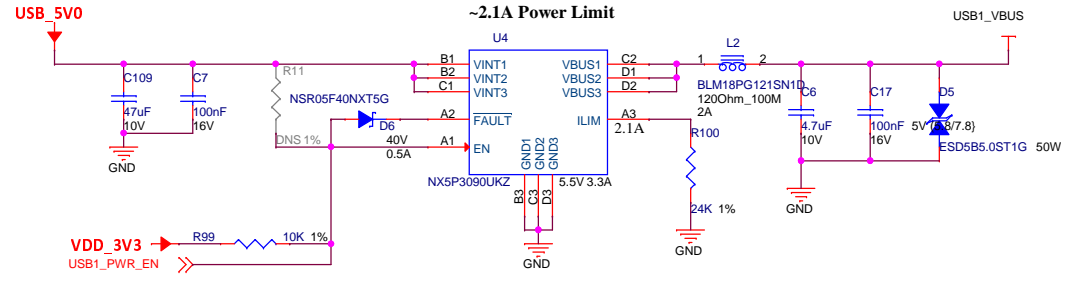 ~2.1A Power Limit
USB_5V0
USB1_VBUS
U4
B1 VINT1 VBUS1 C2
B2 VINT2 VBUS2 D1
C1 VINT3 VBUS3 D2
1 L2 2
BLM18PG121SN1D
120Ohm_100M
2A
C109
47uF
10V
GND
C7
100nF
16V
R11
DNS 1%
NSR05F40NXT5G
D6
40V
0.5A
A2 FAULT
A1 EN
ILIM A3
2.1A
R100
24K 1%
GND
C6
4.7uF
10V
C17
100nF
16V
D5
ESD5B5.0ST1G 50W
GND
GND1
GND2
GND3
B3
C3
D3
NX5P3090UKZ
5.5V 3.3A
GND
VDD_3V3
R99 10K 1%
USB1_PWR_EN